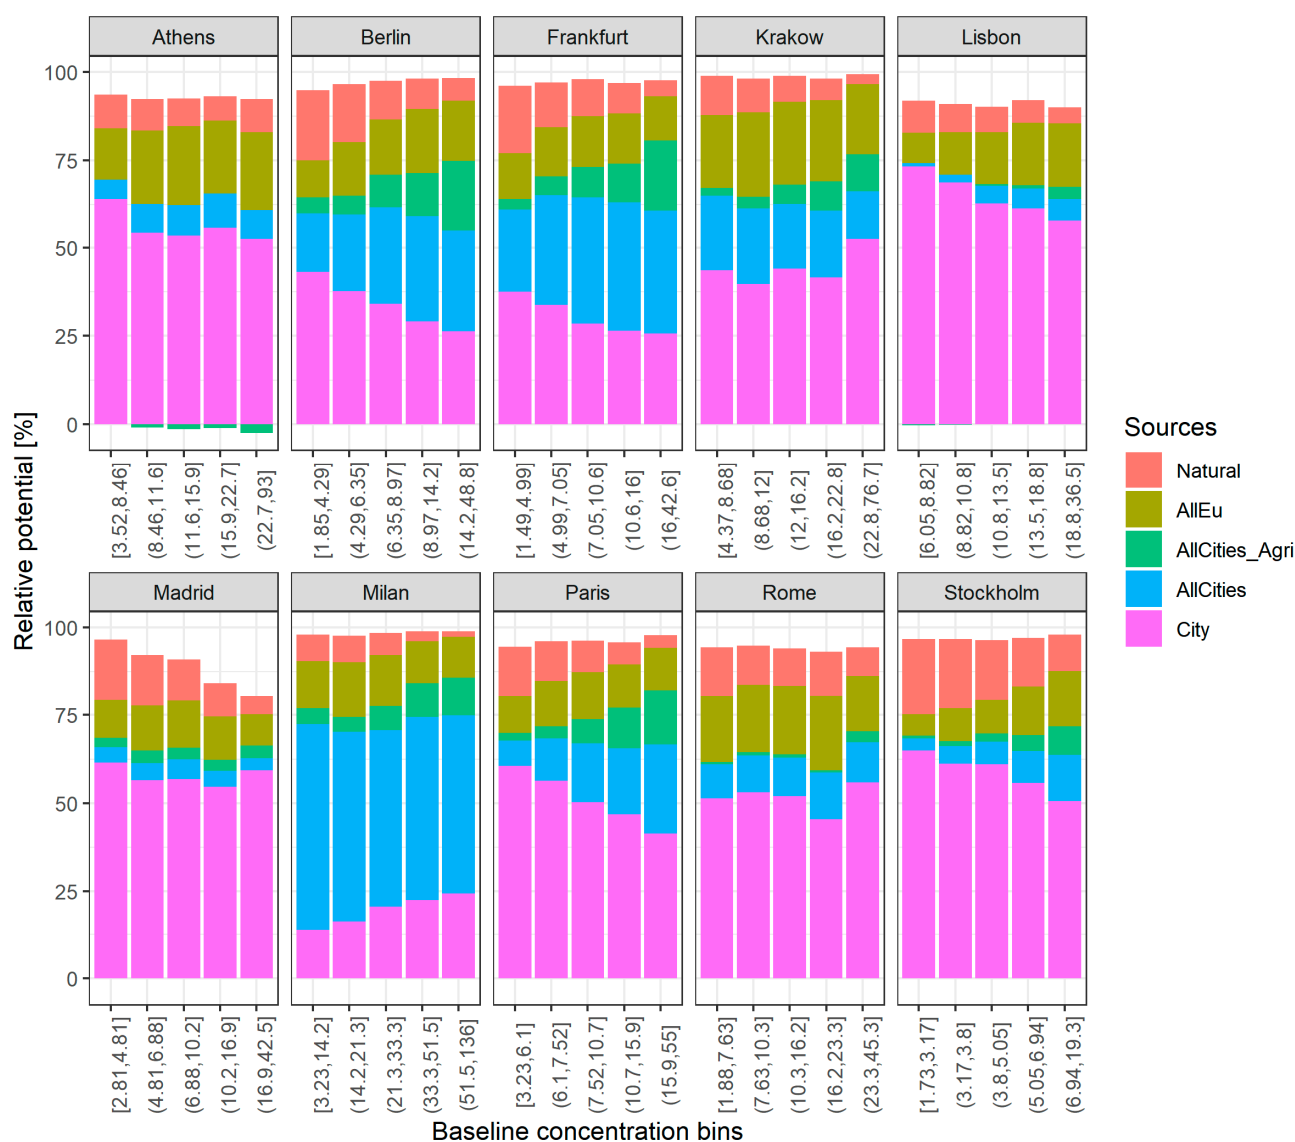 Athens Berlin Frankfurt Krakow Lisbon
100
75
50
25
0
[3.52,8.46] (8.46,11.6] (11.6,15.9] (15.9,22.7] (22.7,93]
[1.85,4.29] (4.29,6.35] (6.35,8.97] (8.97,14.2] (14.2,48.8]
[1.49,4.99] (4.99,7.05] (7.05,10.6] (10.6,16] (16,42.6]
[4.37,8.68] (8.68,12] (12,16.2] (16.2,22.8] (22.8,76.7]
[6.05,8.82] (8.82,10.8] (10.8,13.5] (13.5,18.8] (18.8,36.5]
Relative potential [%]
Madrid Milan Paris Rome Stockholm
100
75
50
25
0
[2.81,4.81] (4.81,6.88] (6.88,10.2] (10.2,16.9] (16.9,42.5]
[3.23,14.2] (14.2,21.3] (21.3,33.3] (33.3,51.5] (51.5,136]
[3.23,6.1] (6.1,7.52] (7.52,10.7] (10.7,15.9] (15.9,55]
[1.88,7.63] (7.63,10.3] (10.3,16.2] (16.2,23.3] (23.3,45.3]
[1.73,3.17] (3.17,3.8] (3.8,5.05] (5.05,6.94] (6.94,19.3]
Baseline concentration bins
Sources
Natural
AllEu
AllCities_Agri
AllCities
City